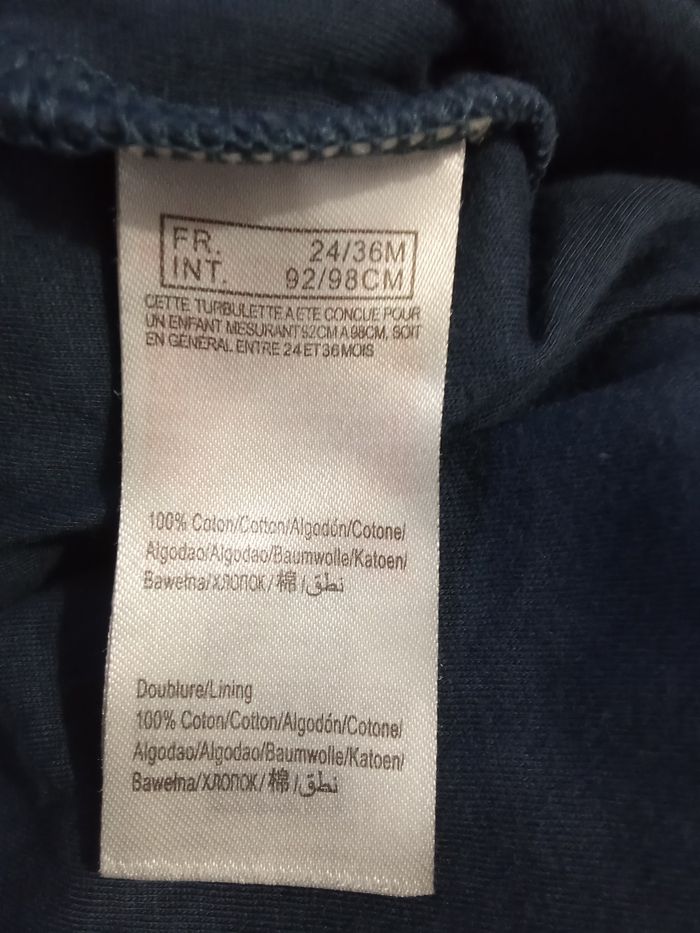 FR. 24/36M
INT. 92/98CM
CETTE TURBULETTE A ETE CONCUE POUR
UN ENFANT MESURANT 92CM A 98CM, SOIT
EN GENERAL ENTRE 24 ET 36 MOIS
100% Coton/Cotton/Algodón/Cotone/
Algodao/Algodao/Baumwolle/Katoen/
Bawełna/ХЛОПОК/棉/نطق
Doublure/Lining
100% Coton/Cotton/Algodón/Cotone/
Algodao/Algodao/Baumwolle/Katoen/
Bawełna/ХЛОПОК/棉/نطق